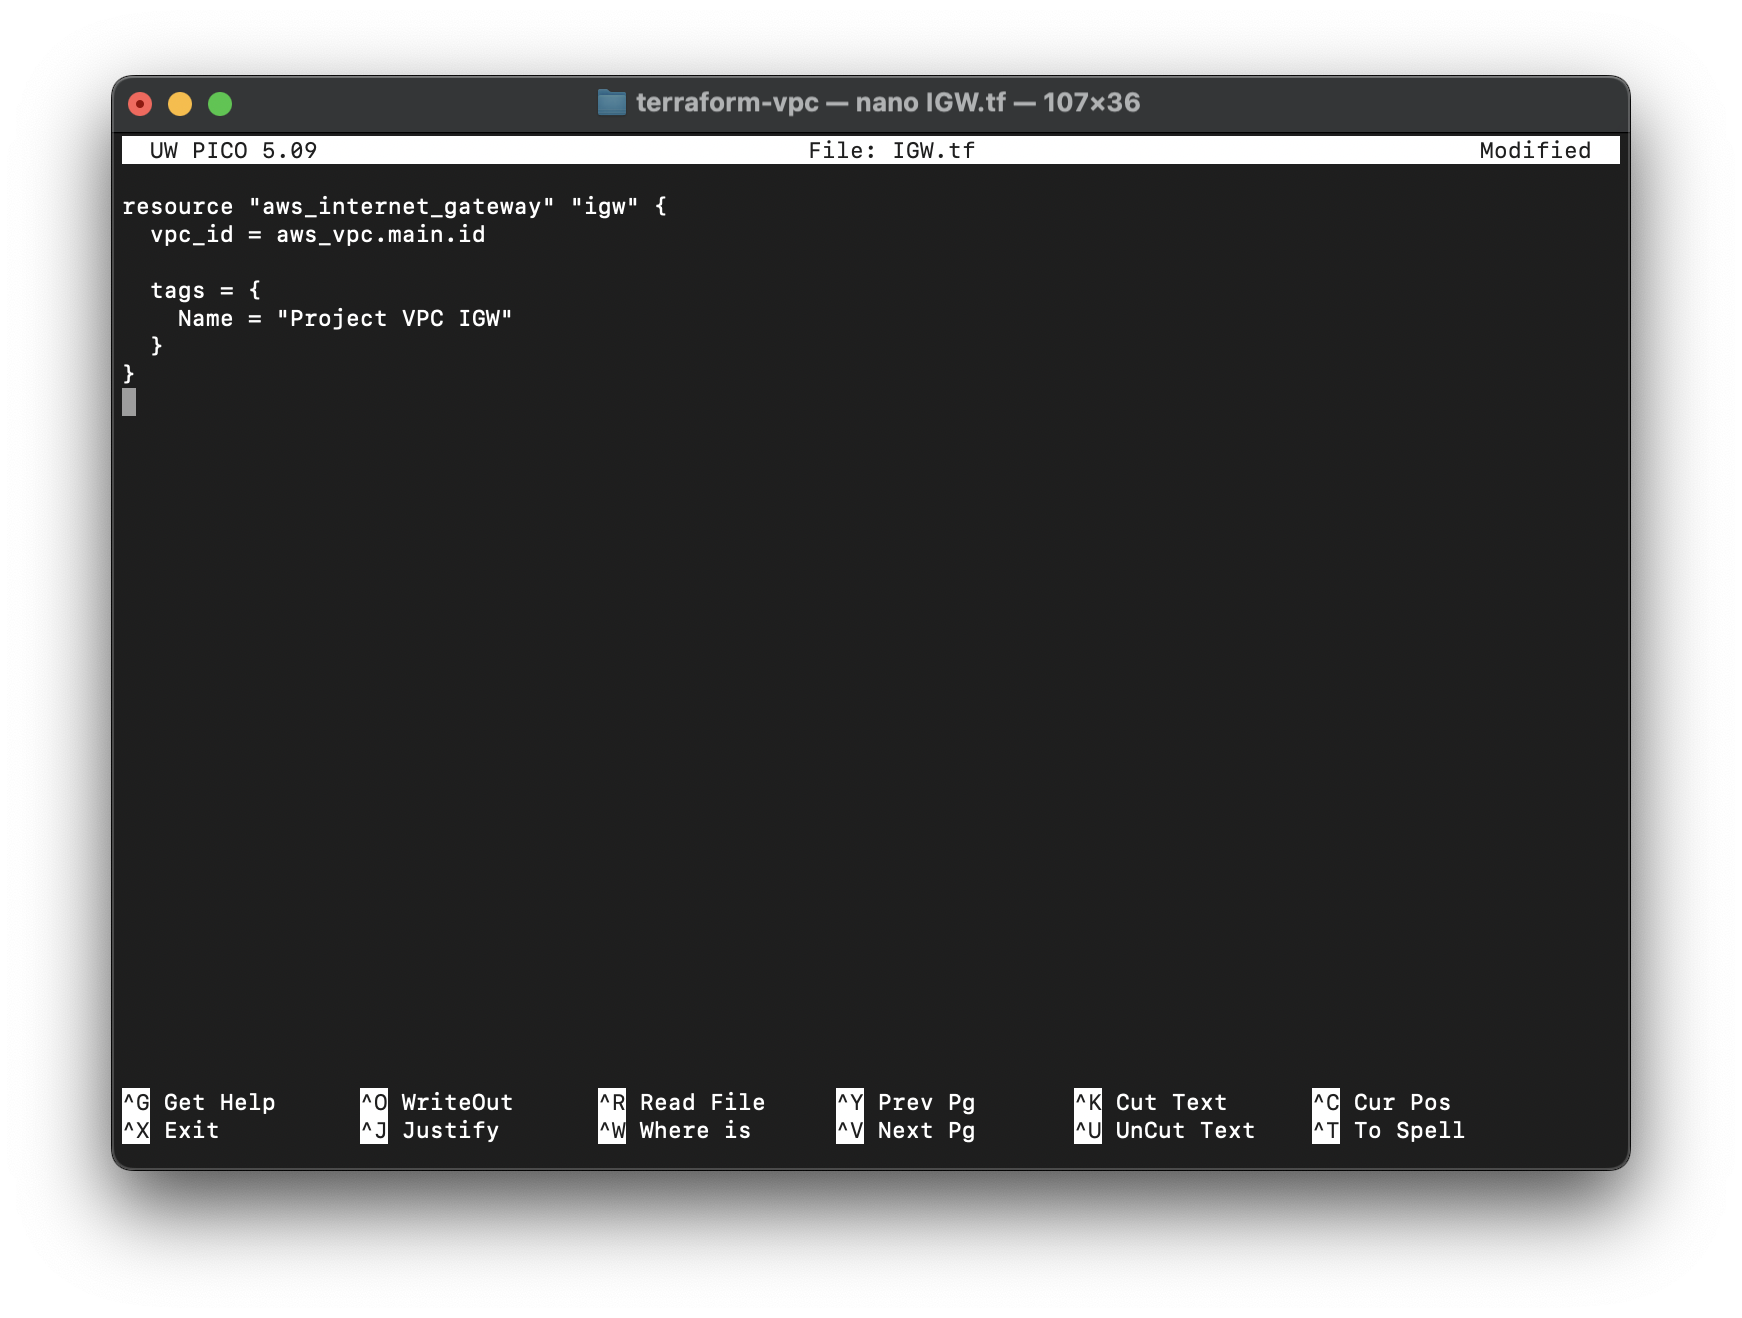 terraform-vpc — nano IGW.tf — 107×36
UW PICO 5.09 File: IGW.tf Modified
resource "aws_internet_gateway" "igw" {
  vpc_id = aws_vpc.main.id
  tags = {
    Name = "Project VPC IGW"
  }
}
^G Get Help ^O WriteOut ^R Read File ^Y Prev Pg ^K Cut Text ^C Cur Pos
^X Exit ^J Justify ^W Where is ^V Next Pg ^U UnCut Text ^T To Spell